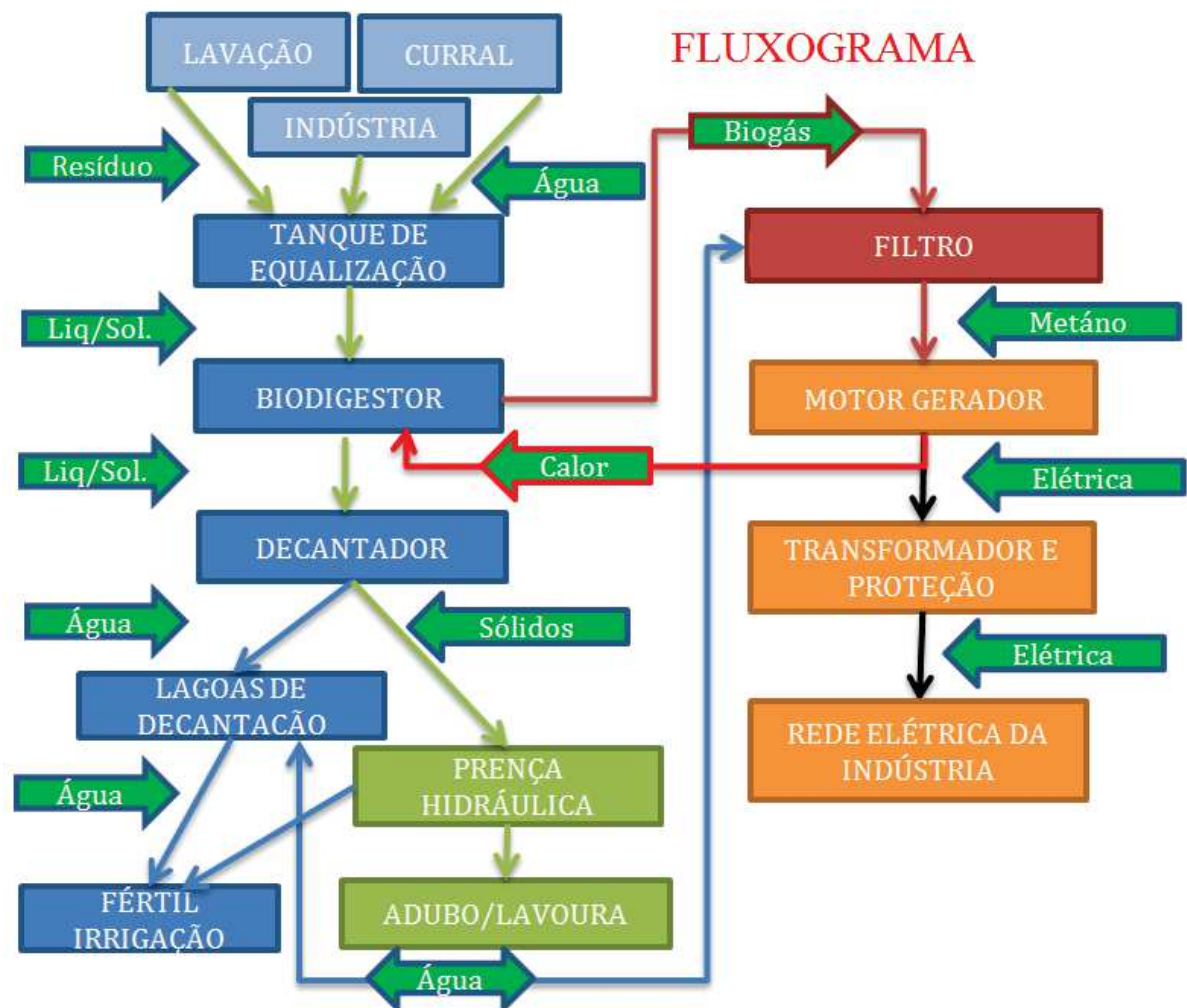 FLUXOGRAMA
LAVAÇÃO
CURRAL
INDÚSTRIA
Biogás
Resíduo
Água
TANQUE DE
EQUALIZAÇÃO
FILTRO
Liq/Sol.
Metáno
BIODIGESTOR
MOTOR GERADOR
Liq/Sol.
Calor
Elétrica
DECANTADOR
TRANSFORMADOR E
PROTEÇÃO
Água
Sólidos
Elétrica
LAGOAS DE
DECANTAÇÃO
REDE ELÉTRICA DA
INDÚSTRIA
Água
PRENÇA
HIDRÁULICA
FÉRTIL
IRRIGAÇÃO
ADUBO/LAVOURA
Água